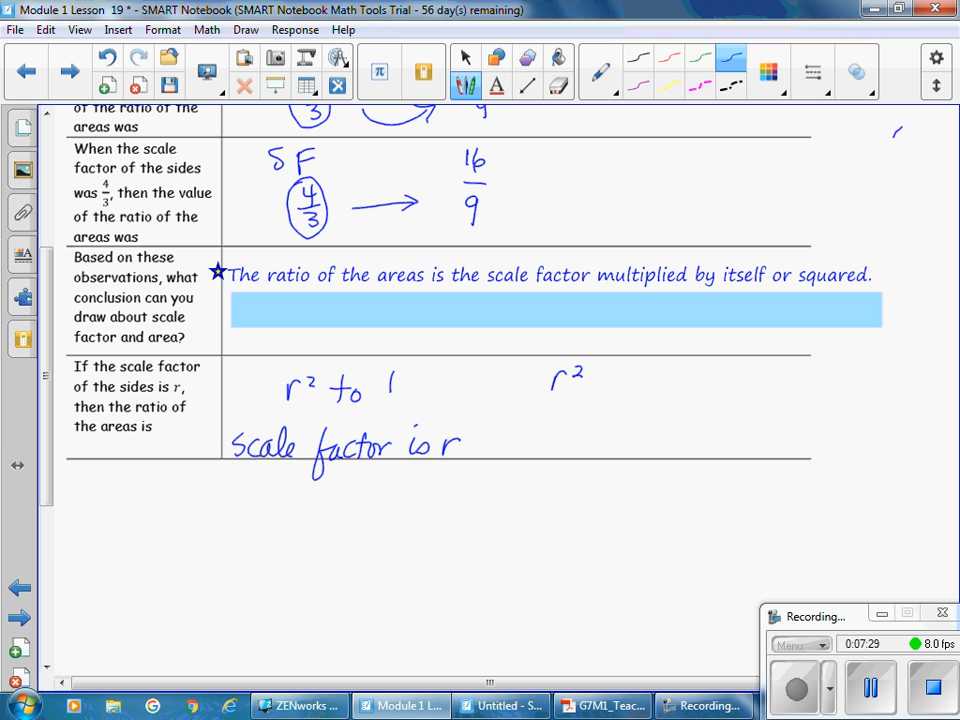 Module 1 Lesson 19 * - SMART Notebook (SMART Notebook Math Tools Trial - 56 day(s) remaining)
File Edit View Insert Format Math Draw Response Help
of the ratio of the
areas was
3
9
When the scale
factor of the sides
was 4/3, then the value
of the ratio of the
areas was
SF
4/3
16/9
Based on these
observations, what
conclusion can you
draw about scale
factor and area?
The ratio of the areas is the scale factor multiplied by itself or squared.
If the scale factor
of the sides is r,
then the ratio of
the areas is
r² to 1
r²
scale factor is r
Recording...
Menu
0:07:29
8.0 fps
ZENworks ...
Module 1 L...
Untitled - S...
G7M1_Teac...
Recording...